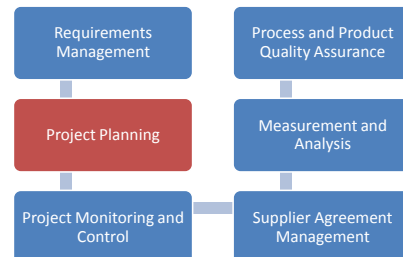 Requirements
Management
Project Planning
Project Monitoring and
Control
Supplier Agreement
Management
Measurement and
Analysis
Process and Product
Quality Assurance